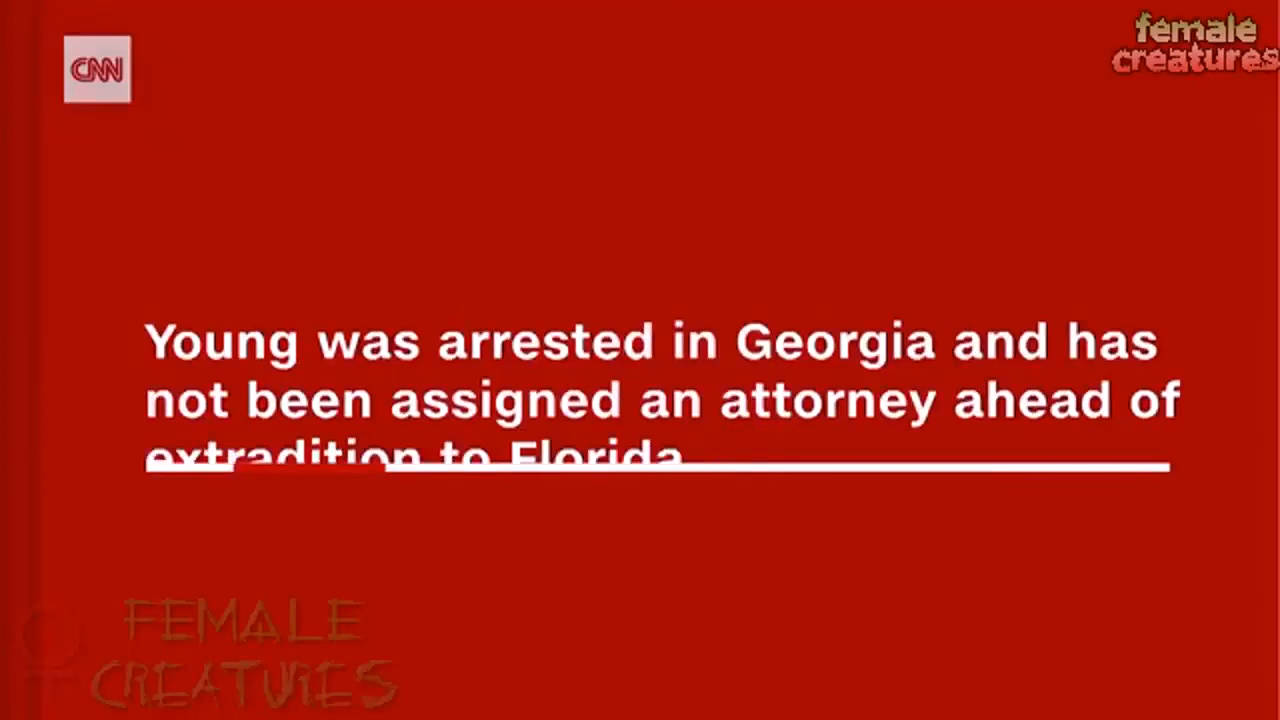 CNN
female
creatures
Young was arrested in Georgia and has
not been assigned an attorney ahead of
extradition to Florida
FEMALE
CREATURES